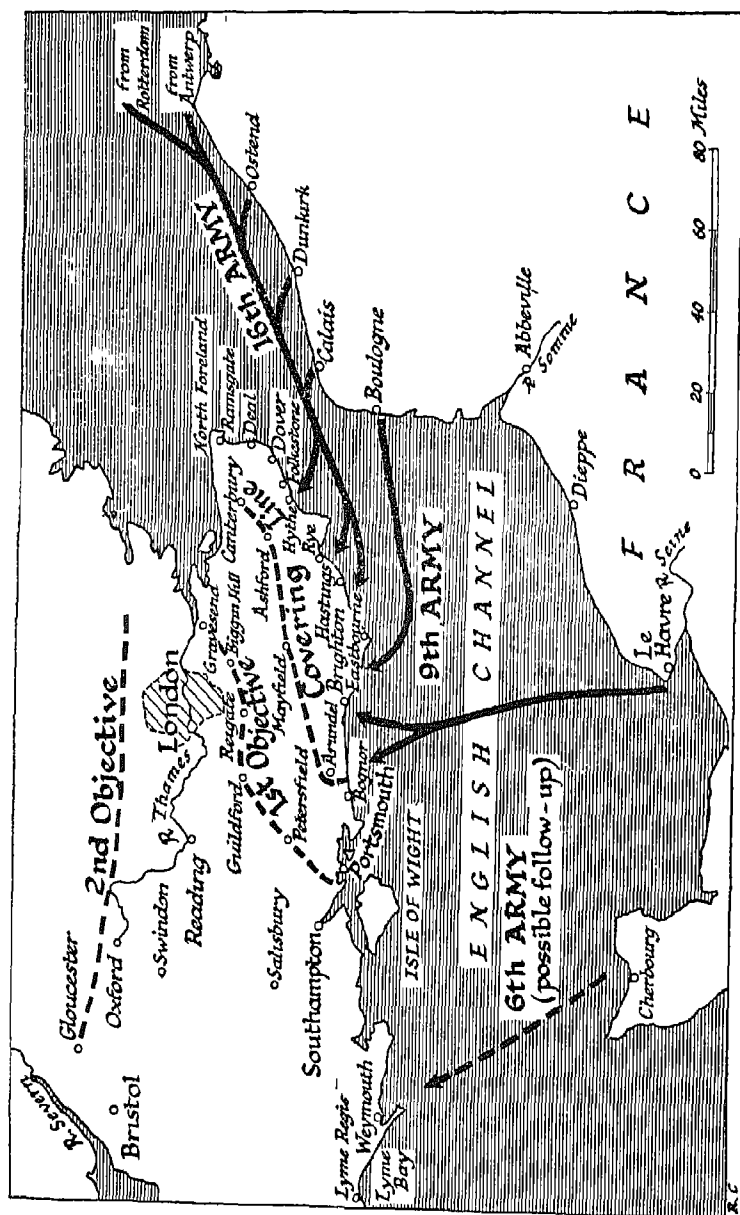 R. Severn
Bristol
Gloucester
Oxford
2nd Objective
Swindon
Reading
R. Thames
London
Gravesend
Biggin Hill
Reigate
Guildford
1st Objective
Petersfield
Salisbury
Southampton
Portsmouth
Bognor
Arundel
Mayfield
Covering Line
Ashford
Canterbury
North Foreland
Ramsgate
Deal
Dover
Folkestone
Hythe
Rye
Hastings
Eastbourne
Brighton
ISLE OF WIGHT
Lyme Regis
Weymouth
Lyme
Bay
from
Rotterdam
from
Antwerp
16th ARMY
Ostend
Dunkirk
Calais
Boulogne
9th ARMY
ENGLISH CHANNEL
6th ARMY
(possible follow-up)
Cherbourg
Le
Havre
R. Seine
Dieppe
Abbeville
R. Somme
FRANCE
0 20 40 60 80 Miles
R.C